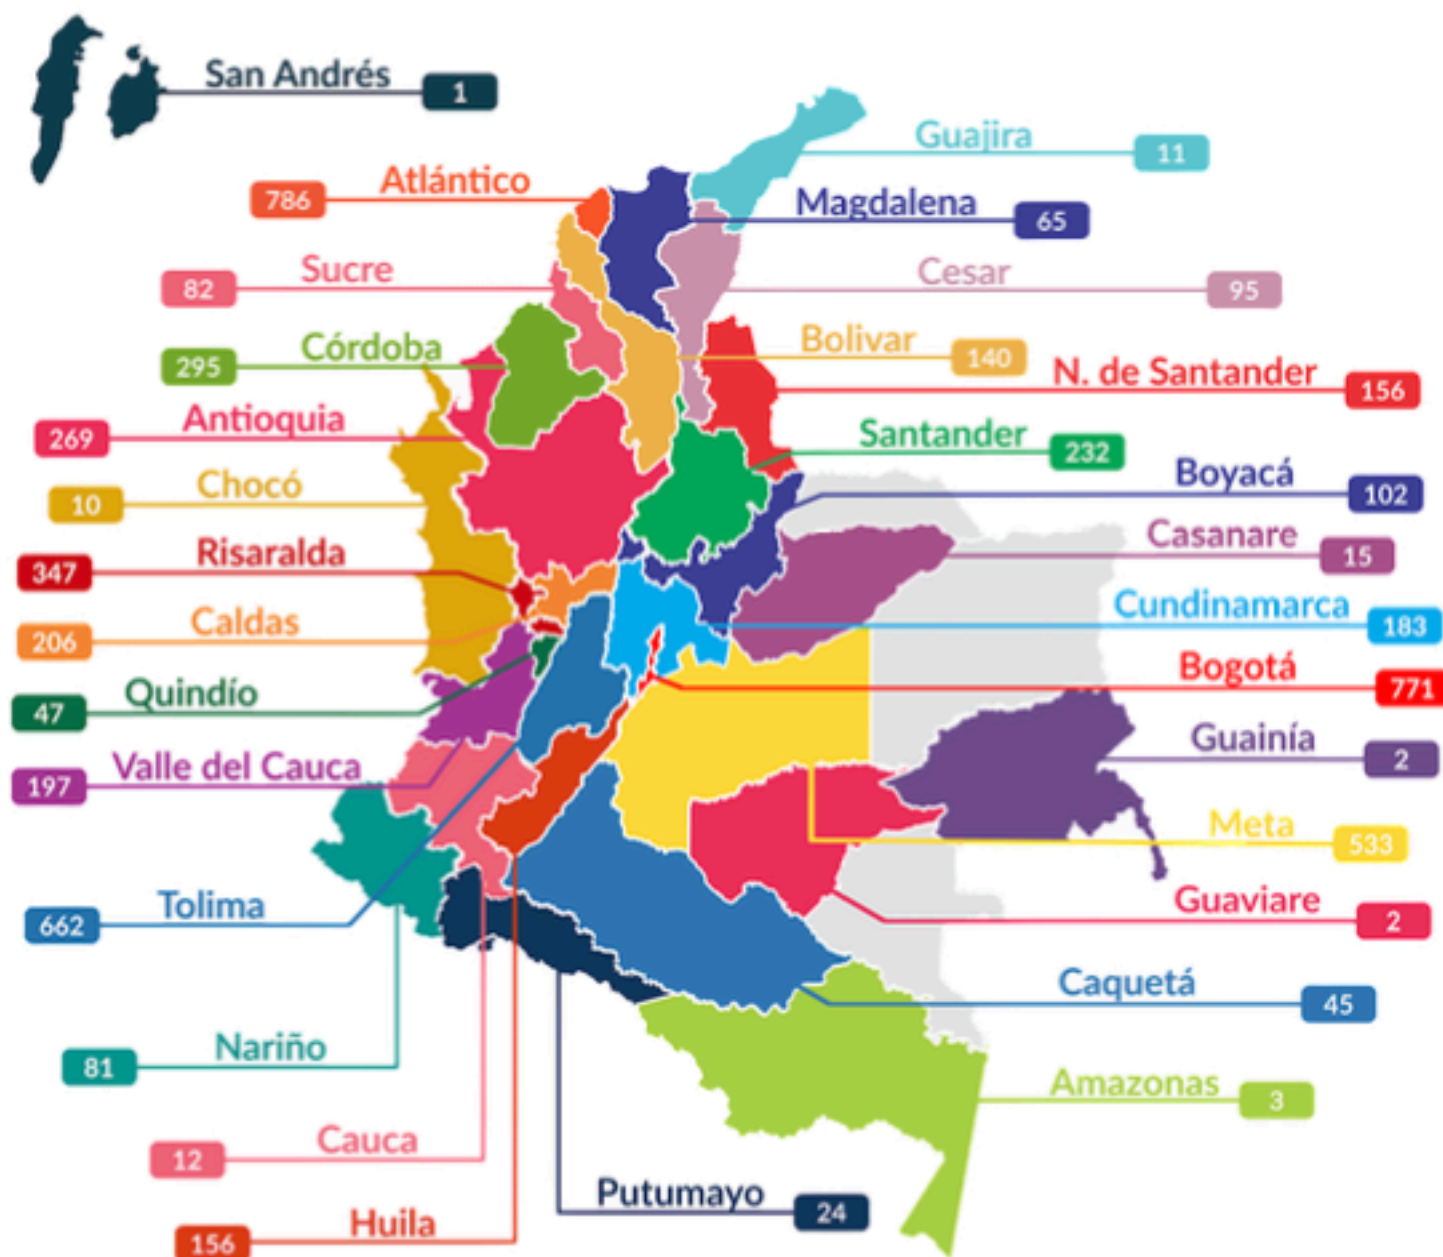 San Andrés 1
Guajira 11
Atlántico 786
Magdalena 65
Sucre 82
Cesar 95
Córdoba 295
Bolivar 140
N. de Santander 156
Antioquia 269
Santander 232
Chocó 10
Boyacá 102
Risaralda 347
Casanare 15
Caldas 206
Cundinamarca 183
Quindío 47
Bogotá 771
Valle del Cauca 197
Guainía 2
Meta 533
Tolima 662
Guaviare 2
Caquetá 45
Nariño 81
Amazonas 3
Cauca 12
Putumayo 24
Huila 156